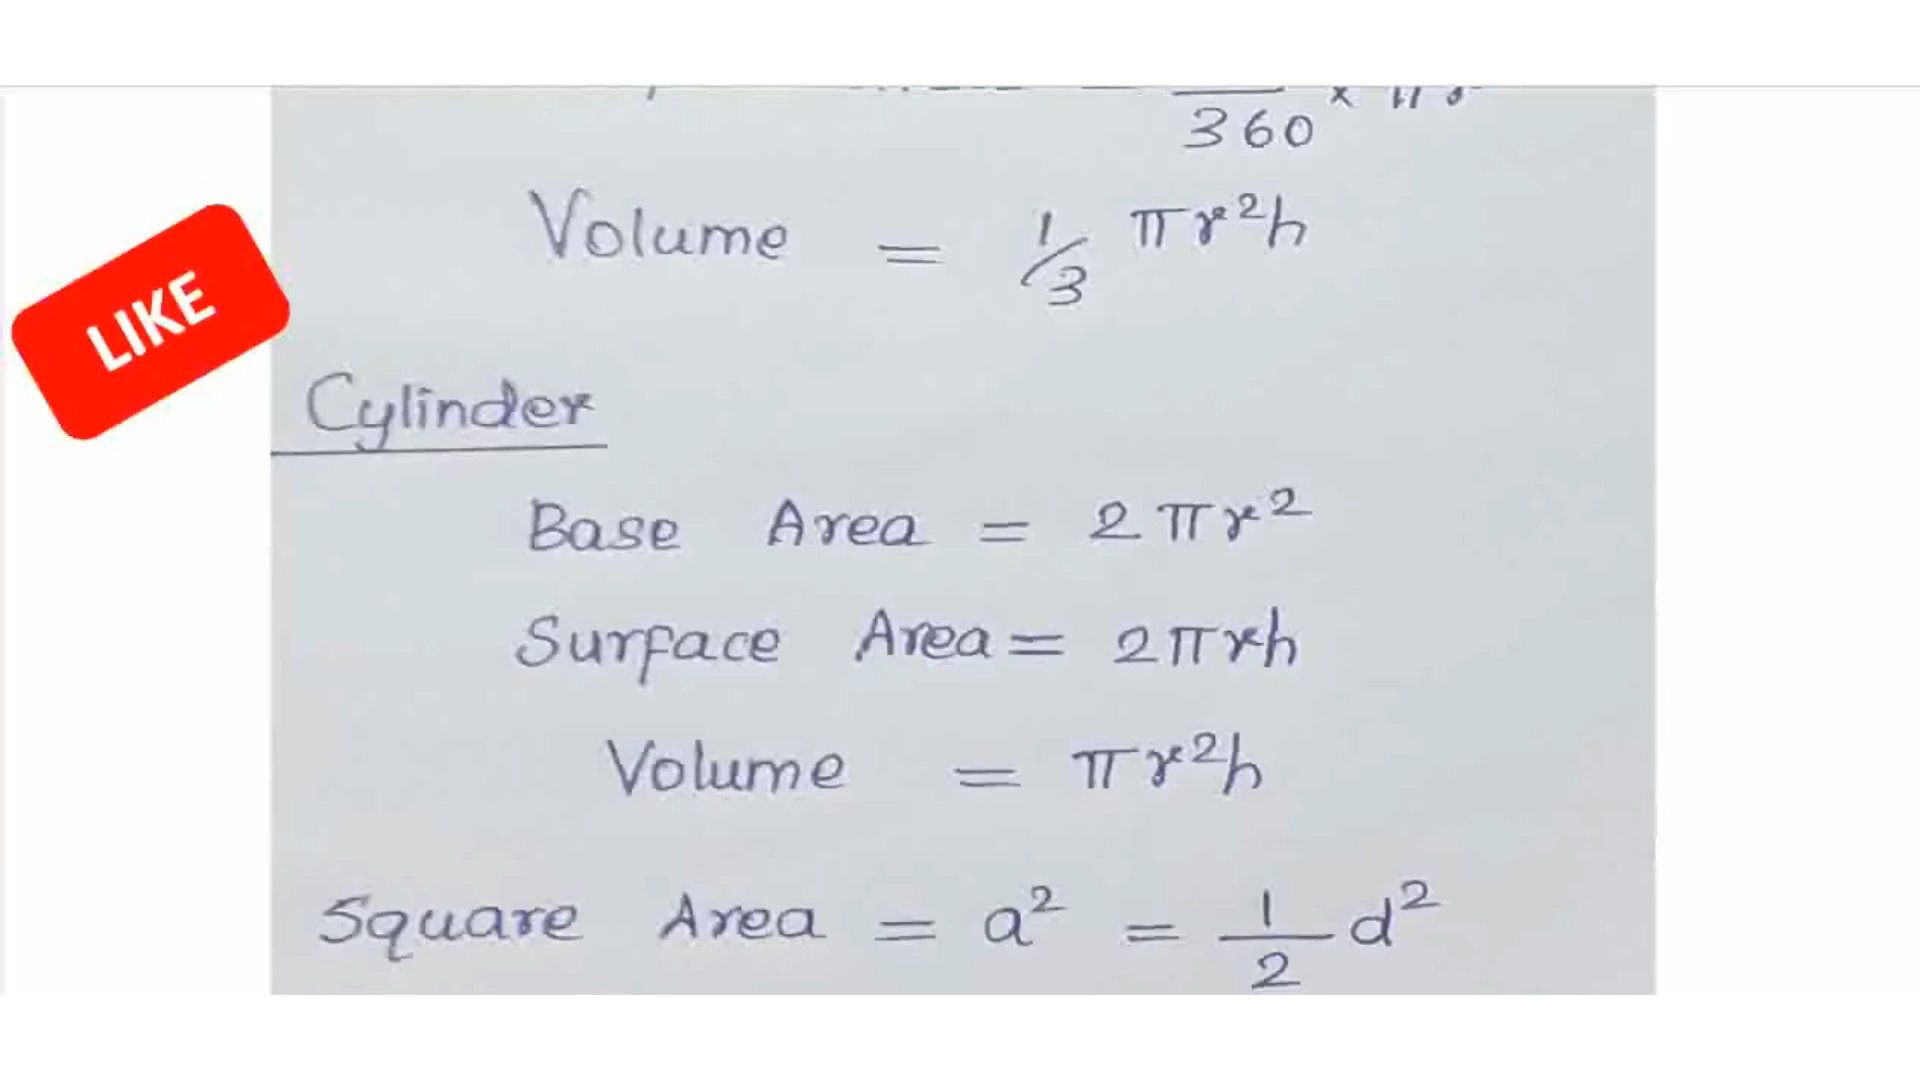 360 × π
Volume = 1/3 πr²h
LIKE
Cylinder
Base Area = 2πr²
Surface Area = 2πrh
Volume = πr²h
Square Area = a² = 1/2 d²